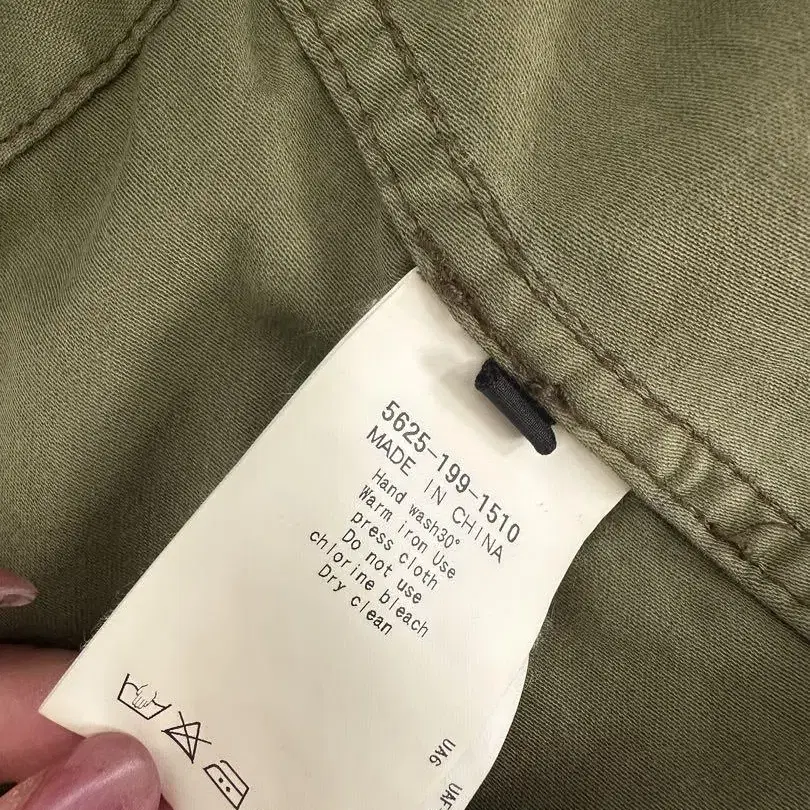 5625-199-1510
MADE IN CHINA
Hand wash30°
Warm iron Use
press cloth
Do not use
chlorine bleach
Dry clean
UA6